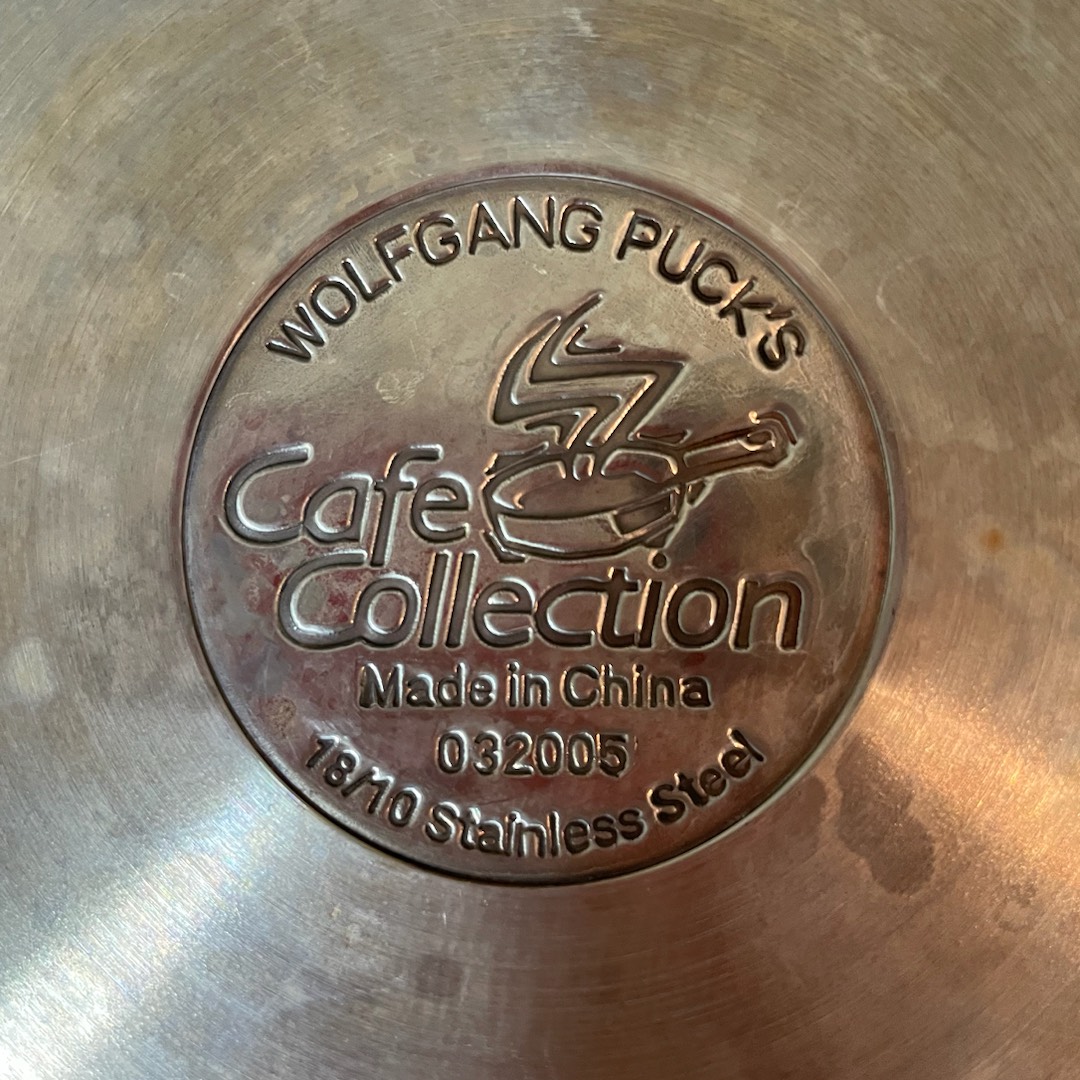 WOLFGANG PUCK'S
Cafe
Collection
Made in China
032005
18/10 Stainless Steel